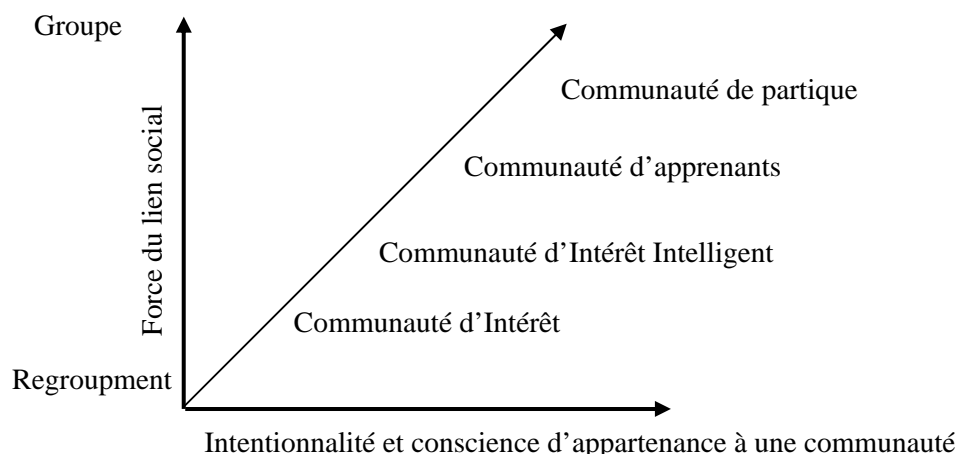 Groupe
Communauté de partique
Force du lien social
Communauté d’apprenants
Communauté d’Intérêt Intelligent
Communauté d’Intérêt
Regroupment
Intentionnalité et conscience d’appartenance à une communauté